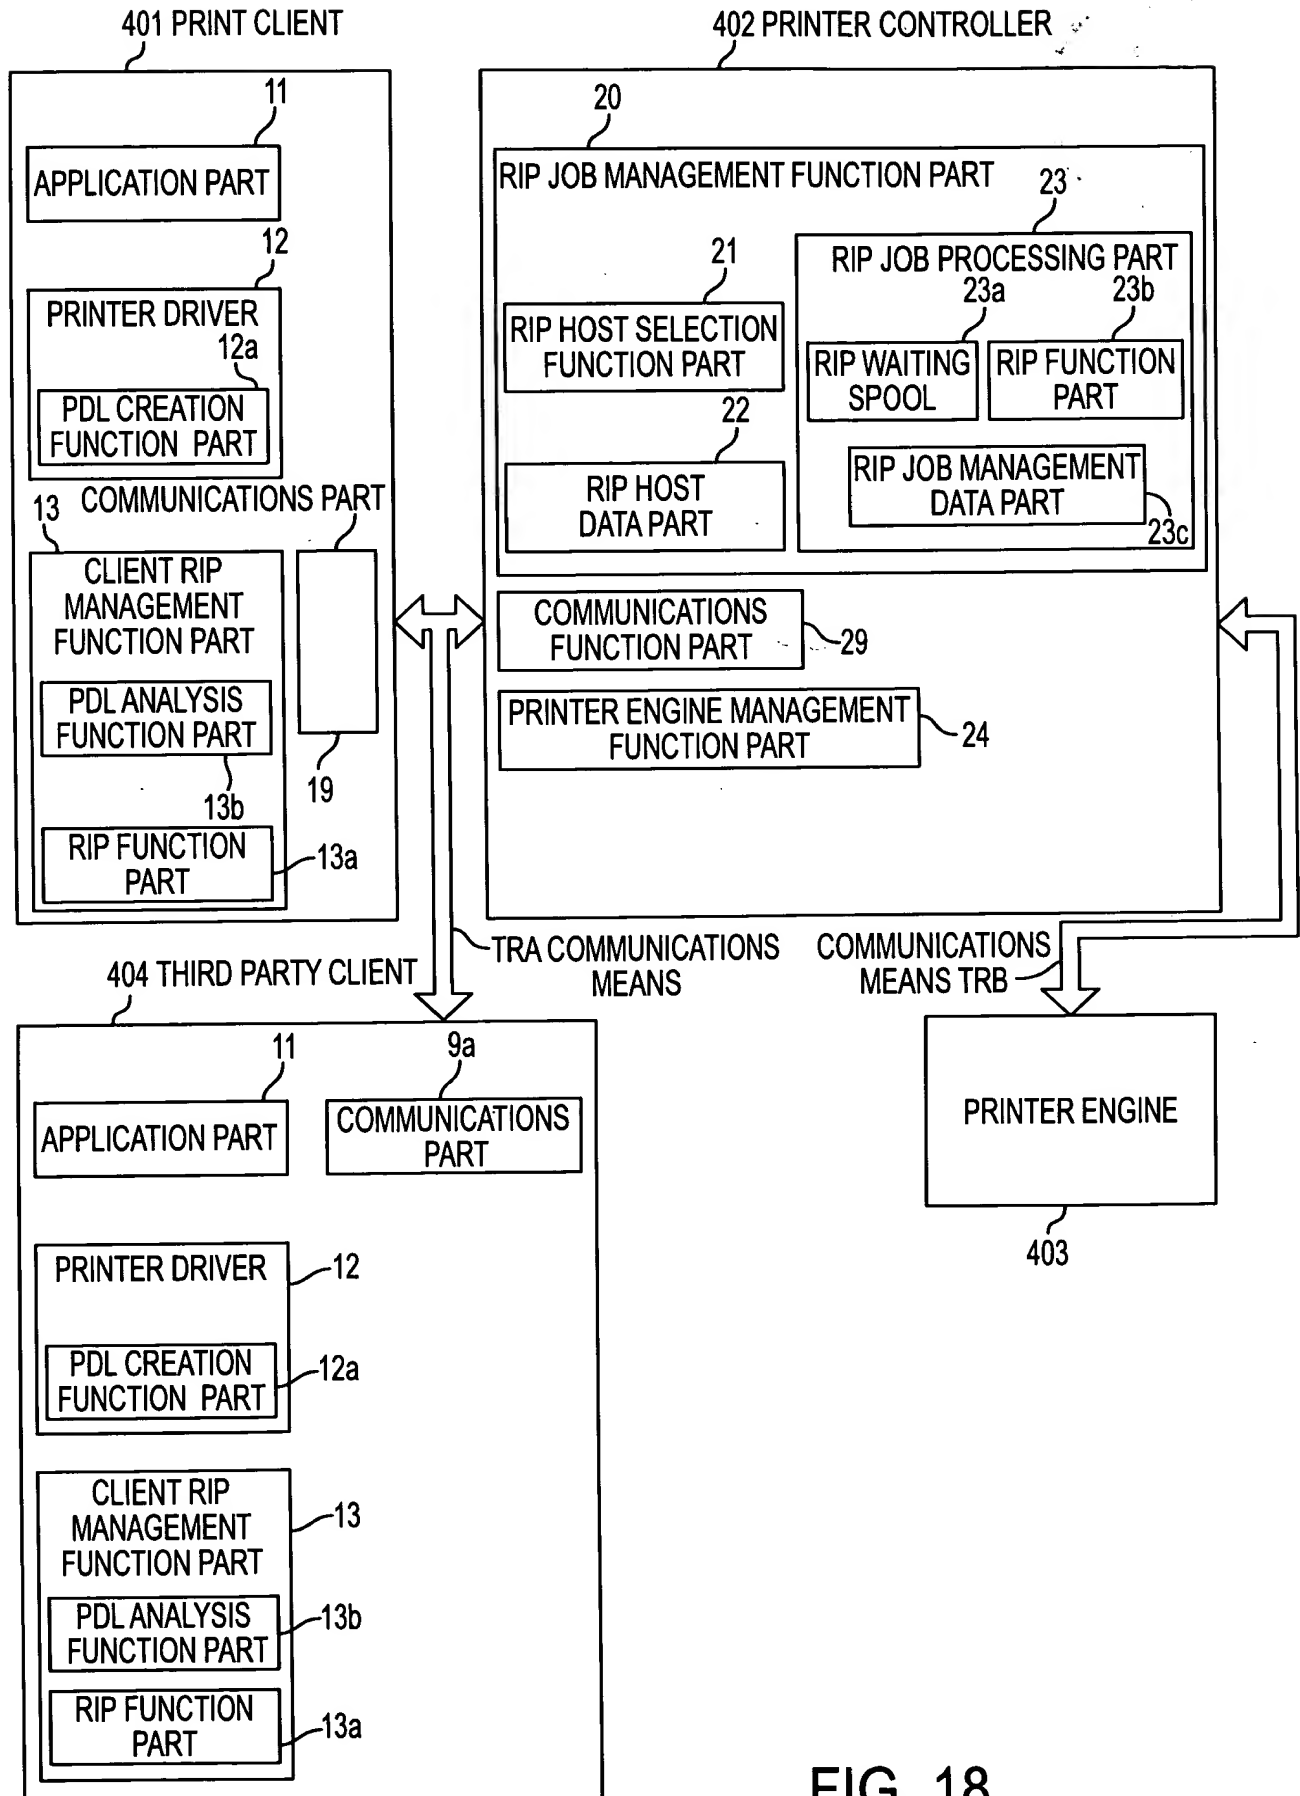 401 PRINT CLIENT
11
APPLICATION PART
12
PRINTER DRIVER
12a
PDL CREATION
FUNCTION PART
COMMUNICATIONS PART
13
CLIENT RIP
MANAGEMENT
FUNCTION PART
PDL ANALYSIS
FUNCTION PART
13b
19
RIP FUNCTION
PART
13a
402 PRINTER CONTROLLER
20
RIP JOB MANAGEMENT FUNCTION PART
21
RIP HOST SELECTION
FUNCTION PART
22
RIP HOST
DATA PART
23
RIP JOB PROCESSING PART
23a
23b
RIP WAITING
SPOOL
RIP FUNCTION
PART
RIP JOB MANAGEMENT
DATA PART
23c
COMMUNICATIONS
FUNCTION PART
29
PRINTER ENGINE MANAGEMENT
FUNCTION PART
24
TRA COMMUNICATIONS
MEANS
COMMUNICATIONS
MEANS TRB
404 THIRD PARTY CLIENT
11
APPLICATION PART
9a
COMMUNICATIONS
PART
PRINTER DRIVER
12
PDL CREATION
FUNCTION PART
12a
CLIENT RIP
MANAGEMENT
FUNCTION PART
13
PDL ANALYSIS
FUNCTION PART
13b
RIP FUNCTION
PART
13a
PRINTER ENGINE
403
FIG. 18